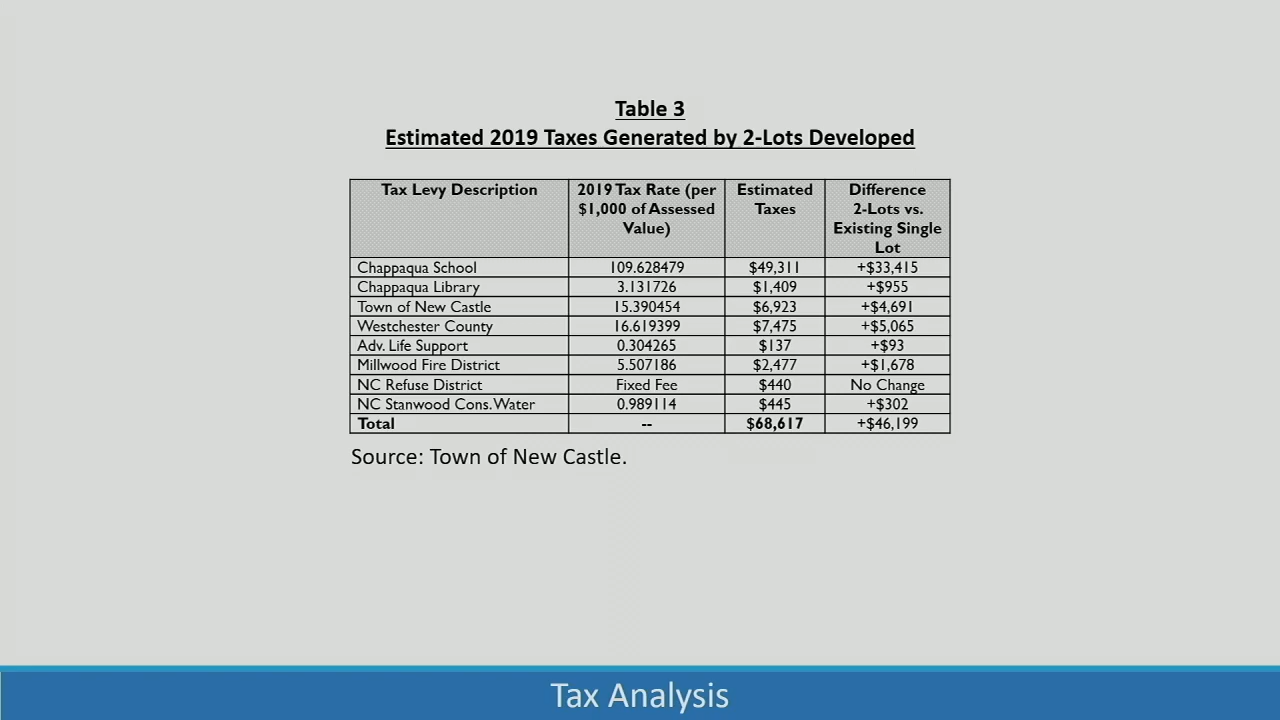 Table 3
Estimated 2019 Taxes Generated by 2-Lots Developed
Tax Levy Description 2019 Tax Rate (per $1,000 of Assessed Value) Estimated Taxes Difference 2-Lots vs. Existing Single Lot
Chappaqua School 109.628479 $49,311 +$33,415
Chappaqua Library 3.131726 $1,409 +$955
Town of New Castle 15.390454 $6,923 +$4,691
Westchester County 16.619399 $7,475 +$5,065
Adv. Life Support 0.304265 $137 +$93
Millwood Fire District 5.507186 $2,477 +$1,678
NC Refuse District Fixed Fee $440 No Change
NC Stanwood Cons. Water 0.989114 $445 +$302
Total -- $68,617 +$46,199
Source: Town of New Castle.
Tax Analysis